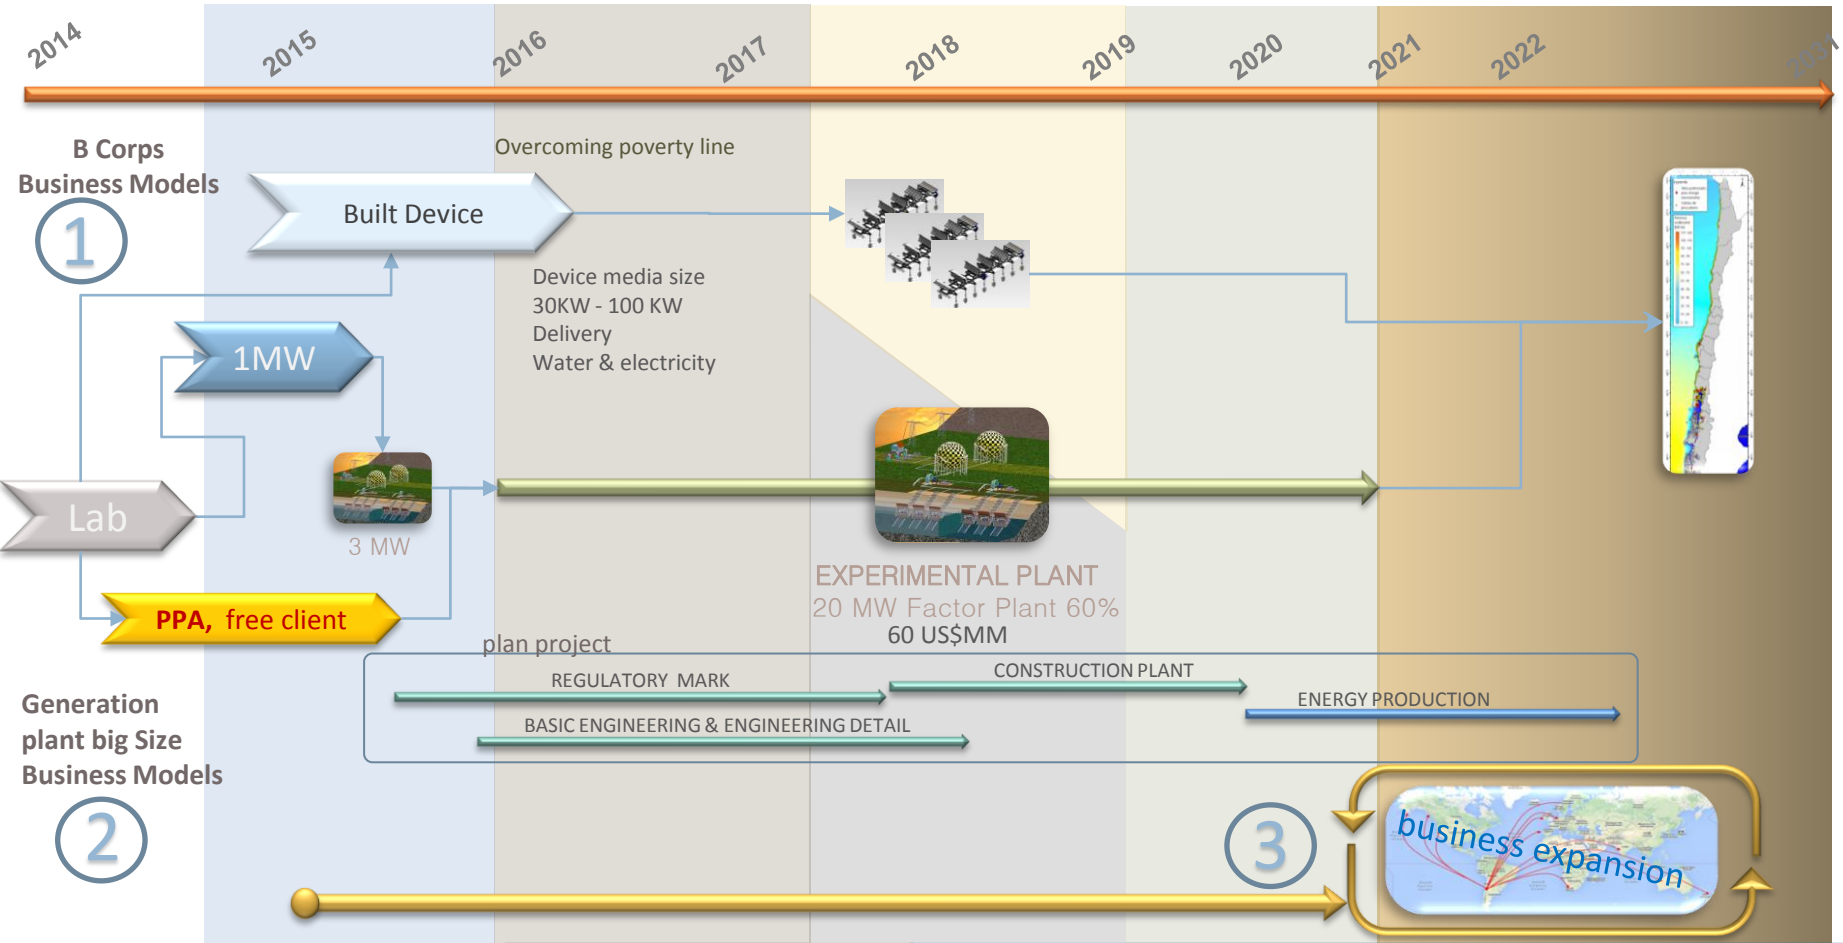 2014
2015
2016
2017
2018
2019
2020
2021
2022
2031
B Corps
Business Models
1
Overcoming poverty line
Built Device
Device media size
30KW - 100 KW
Delivery
Water & electricity
1MW
Lab
3 MW
PPA, free client
EXPERIMENTAL PLANT
20 MW Factor Plant 60%
60 US$MM
plan project
REGULATORY MARK
CONSTRUCTION PLANT
ENERGY PRODUCTION
BASIC ENGINEERING & ENGINEERING DETAIL
Generation
plant big Size
Business Models
2
3
business expansion